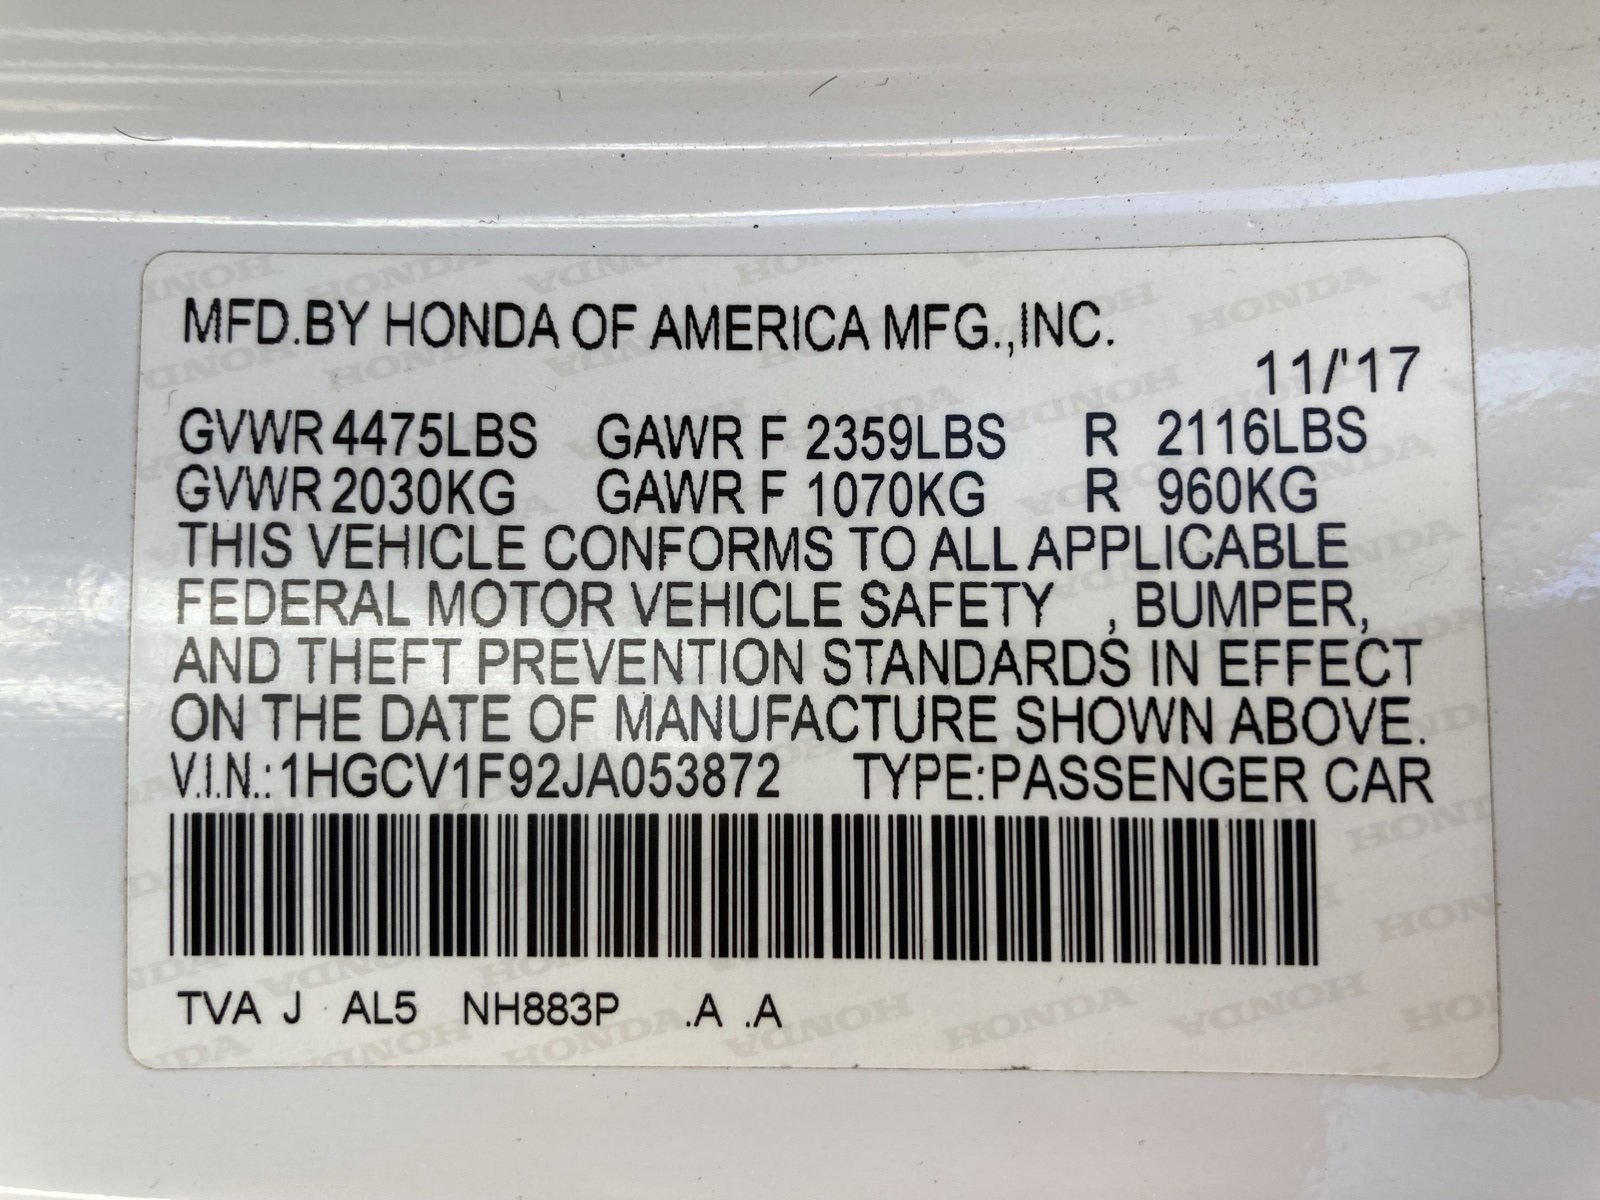 MFD.BY HONDA OF AMERICA MFG.,INC.
11/'17
GVWR 4475LBS GAWR F 2359LBS R 2116LBS
GVWR 2030KG GAWR F 1070KG R 960KG
THIS VEHICLE CONFORMS TO ALL APPLICABLE
FEDERAL MOTOR VEHICLE SAFETY , BUMPER,
AND THEFT PREVENTION STANDARDS IN EFFECT
ON THE DATE OF MANUFACTURE SHOWN ABOVE.
V.I.N.:1HGCV1F92JA053872 TYPE:PASSENGER CAR
TVA J AL5 NH883P .A .A